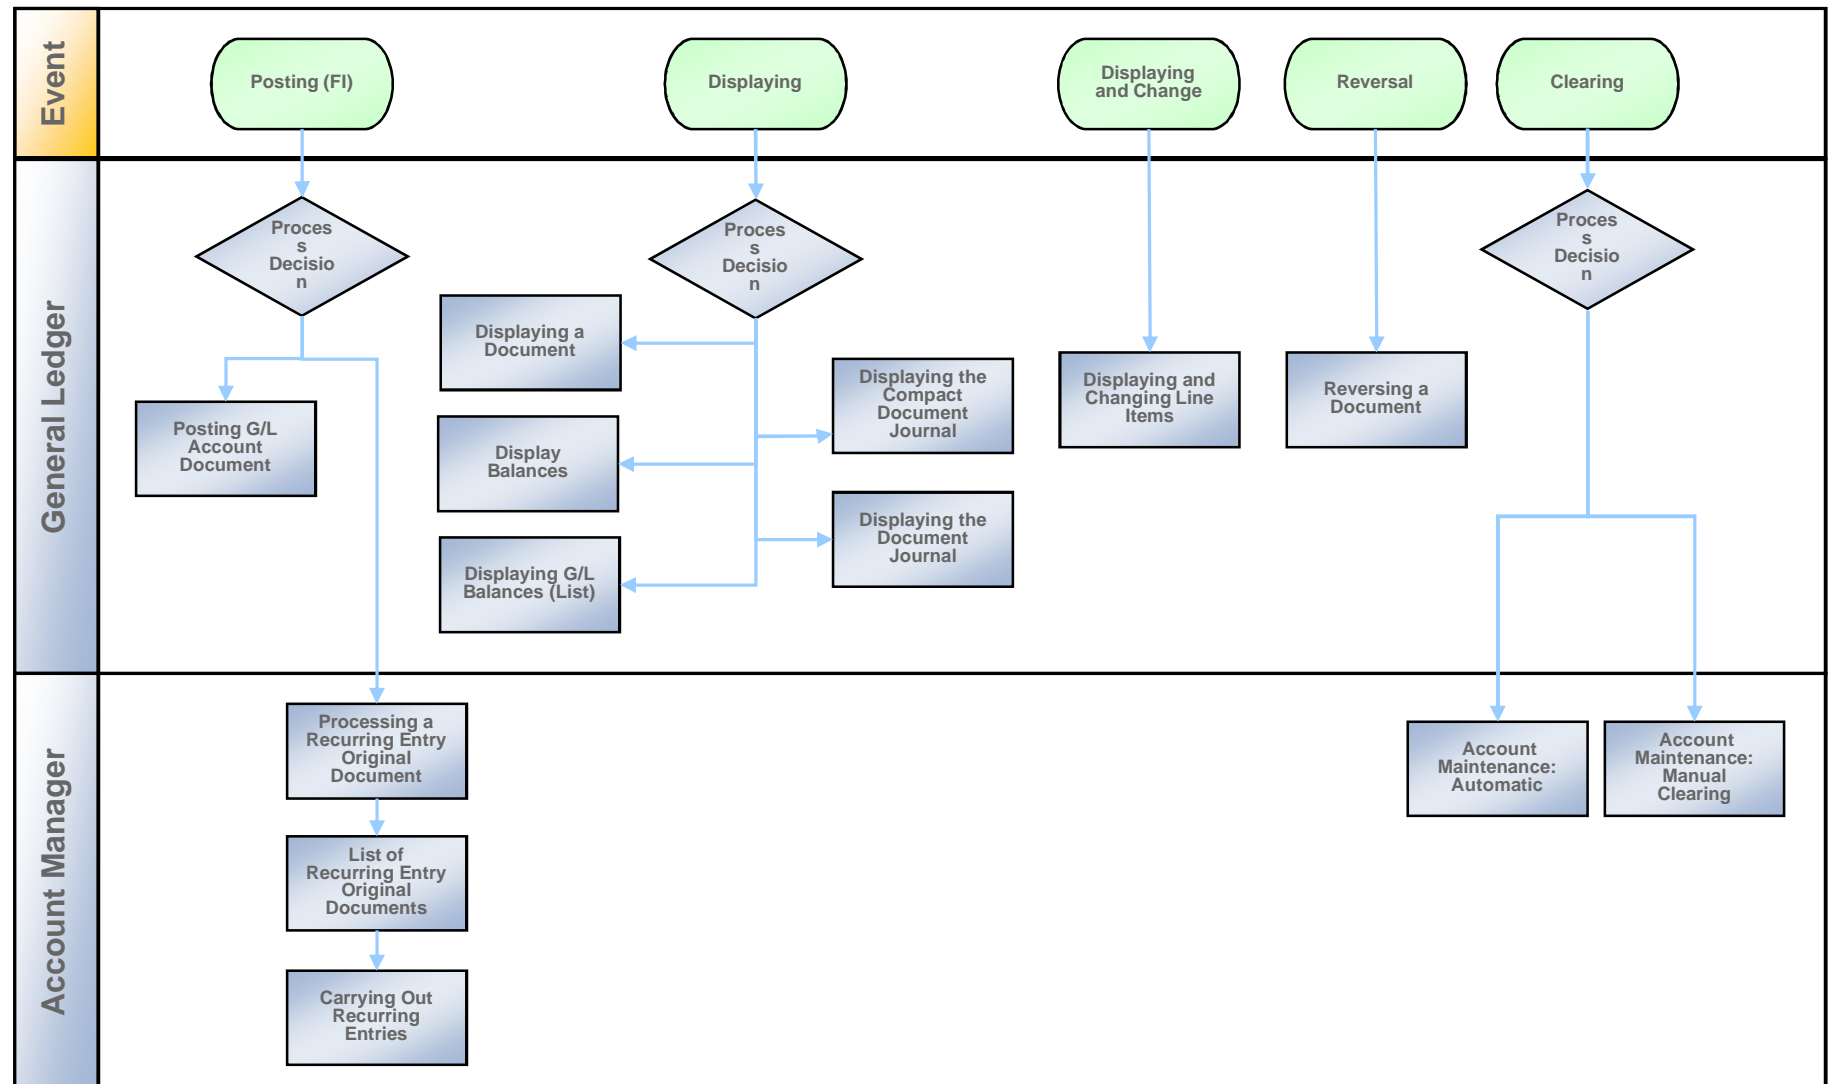 Event
Posting (FI)
Displaying
Displaying
and Change
Reversal
Clearing
General Ledger
Proces
s
Decisio
n
Proces
s
Decisio
n
Proces
s
Decisio
n
Displaying a
Document
Displaying the
Compact
Document
Journal
Displaying and
Changing Line
Items
Reversing a
Document
Posting G/L
Account
Document
Display
Balances
Displaying the
Document
Journal
Displaying G/L
Balances (List)
Account Manager
Processing a
Recurring Entry
Original
Document
Account
Maintenance:
Automatic
Account
Maintenance:
Manual
Clearing
List of
Recurring Entry
Original
Documents
Carrying Out
Recurring
Entries